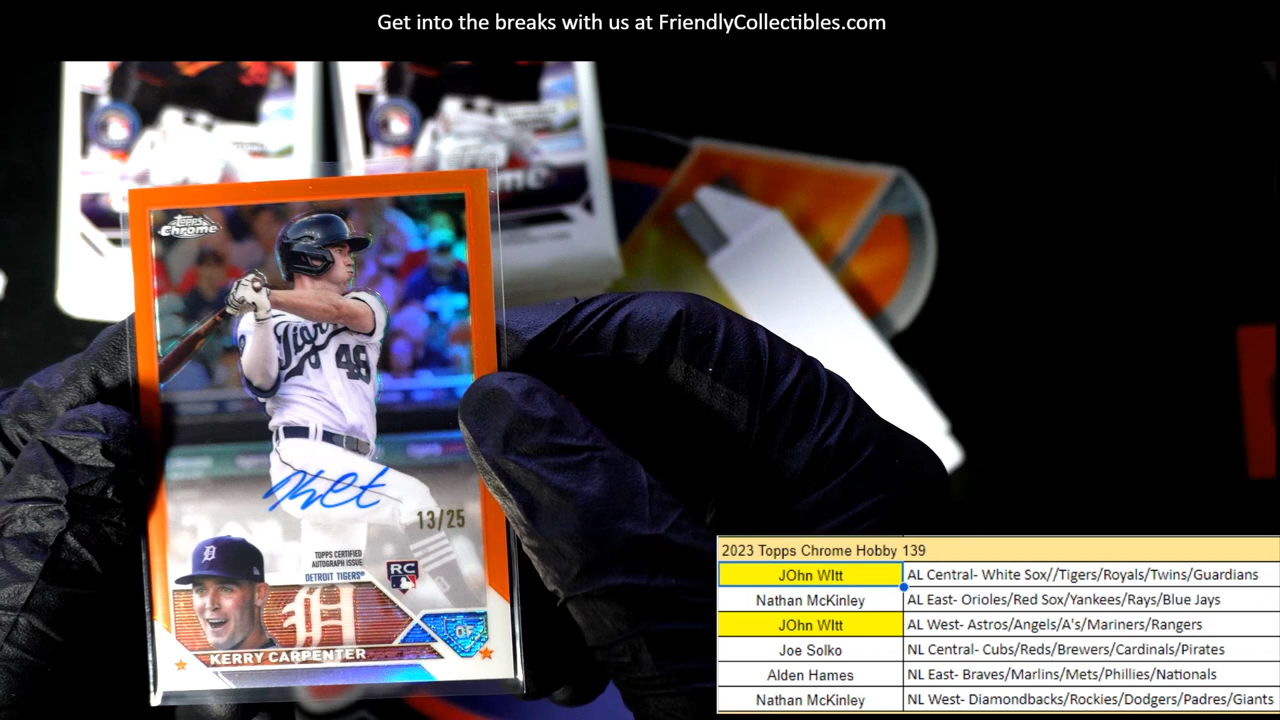 Get into the breaks with us at FriendlyCollectibles.com
Topps
Chrome
Tigers
48
13/25
TOPPS CERTIFIED
AUTOGRAPH ISSUE
DETROIT TIGERS®
RC
D
OF
KERRY CARPENTER
2023 Topps Chrome Hobby 139
JOhn WItt AL Central- White Sox//Tigers/Royals/Twins/Guardians
Nathan McKinley AL East- Orioles/Red Sox/Yankees/Rays/Blue Jays
JOhn WItt AL West- Astros/Angels/A's/Mariners/Rangers
Joe Solko NL Central- Cubs/Reds/Brewers/Cardinals/Pirates
Alden Hames NL East- Braves/Marlins/Mets/Phillies/Nationals
Nathan McKinley NL West- Diamondbacks/Rockies/Dodgers/Padres/Giants